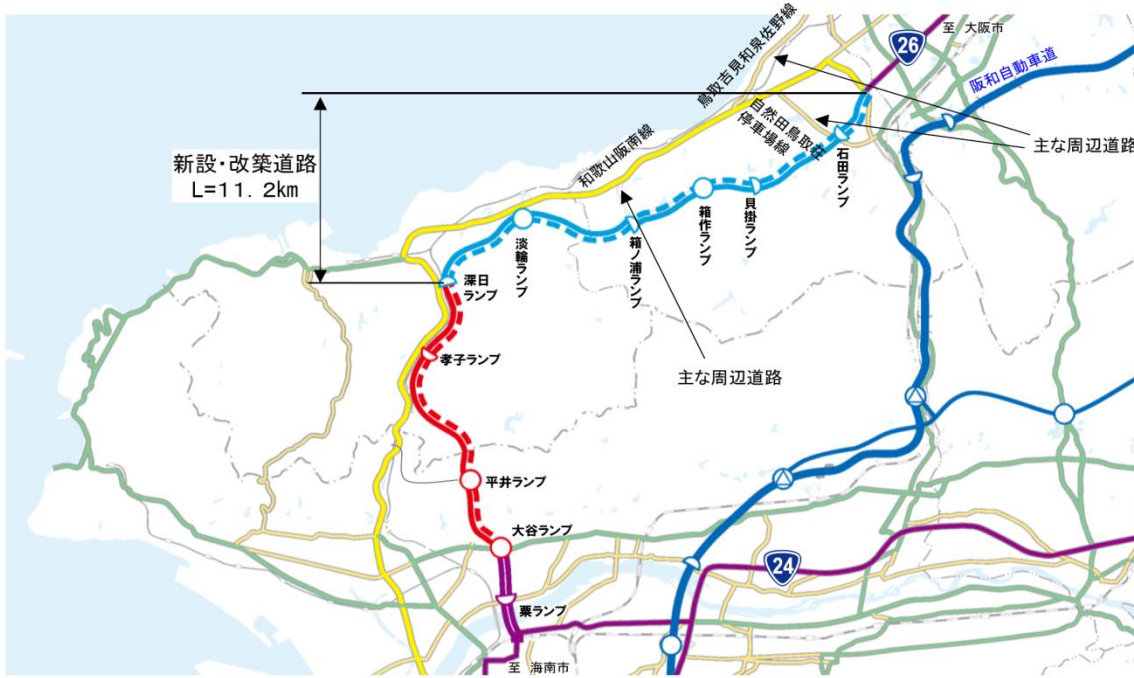 至 大阪市
26
阪和自動車道
鳥取吉見和泉佐野線
自然田鳥取荘
停車場線
主な周辺道路
新設・改築道路
L=11.2km
和歌山阪南線
石田ランプ
貝掛ランプ
箱作ランプ
箱ノ浦ランプ
淡輪ランプ
深日
ランプ
孝子ランプ
主な周辺道路
平井ランプ
大谷ランプ
24
粟ランプ
至 海南市